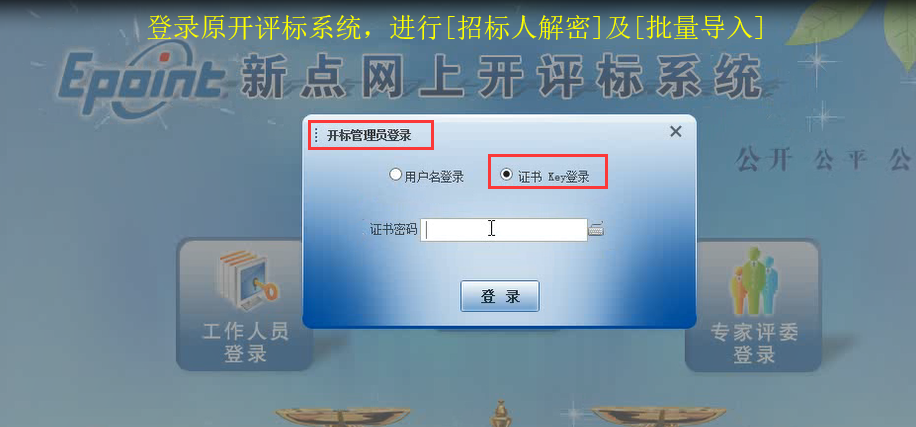 登录原开评标系统，进行[招标人解密]及[批量导入]
Epoint 新点网上开评标系统
开标管理员登录
公开 公平 公
用户名登录
证书 Key登录
证书密码
登 录
工作人员
登录
专家评委
登录